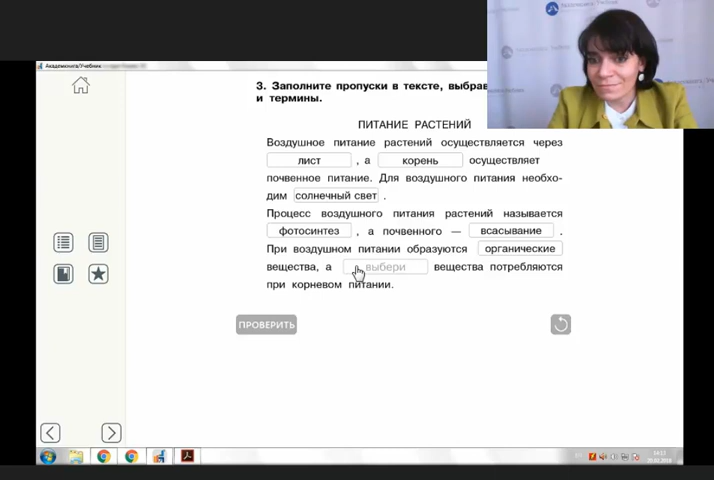 Академкнига/Учебник
3. Заполните пропуски в тексте, выбрав
и термины.
ПИТАНИЕ РАСТЕНИЙ
Воздушное питание растений осуществляется через
лист , а корень осуществляет
почвенное питание. Для воздушного питания необхо-
дим солнечный свет .
Процесс воздушного питания растений называется
фотосинтез , а почвенного — всасывание .
При воздушном питании образуются органические
вещества, а выбери вещества потребляются
при корневом питании.
ПРОВЕРИТЬ